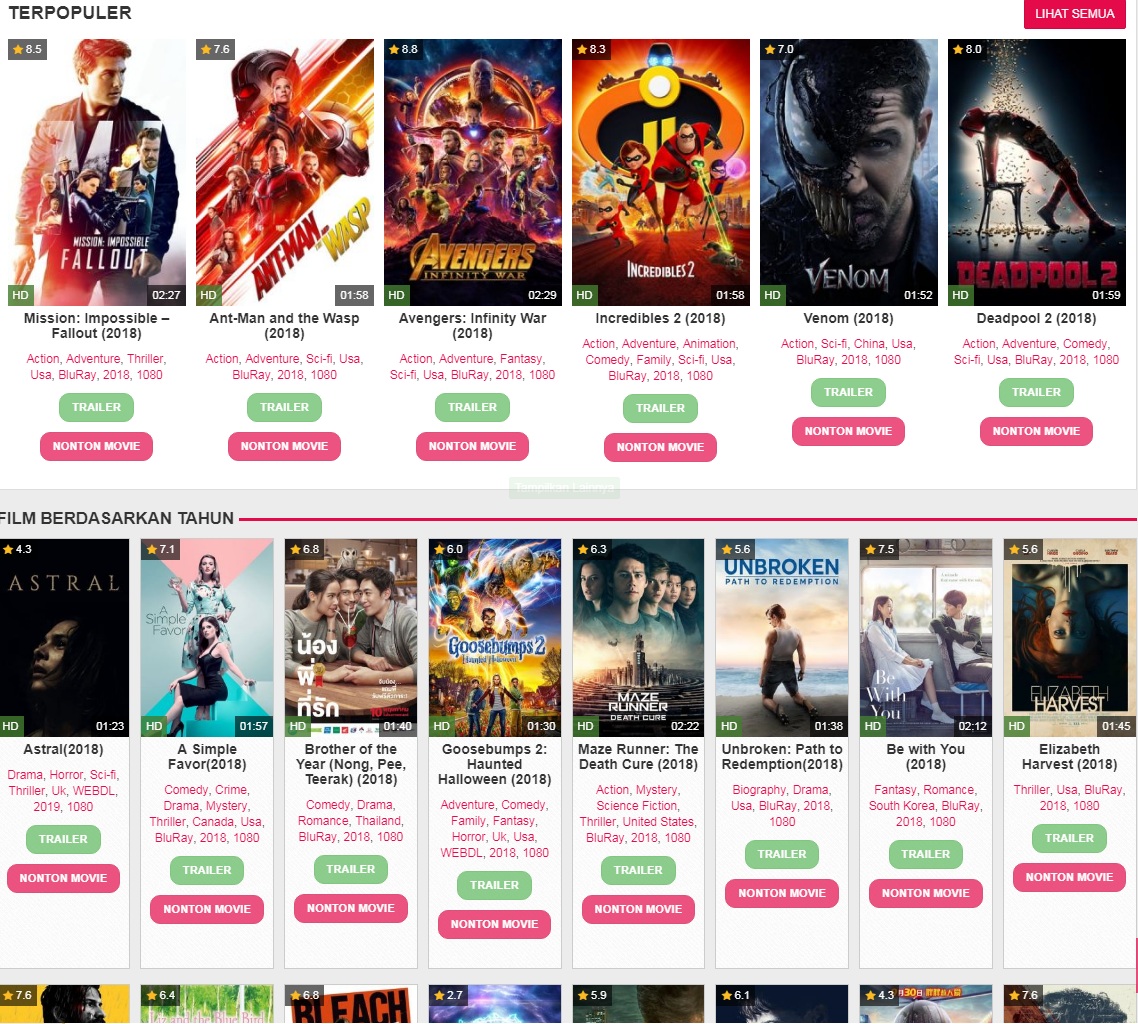 TERPOPULER
LIHAT SEMUA
8.5
7.6
8.8
8.3
7.0
8.0
MISSION: IMPOSSIBLE
FALLOUT
ANT-MAN AND THE WASP
AVENGERS
INFINITY WAR
INCREDIBLES 2
VENOM
DEADPOOL 2
HD 02:27
HD 01:58
HD 02:29
HD 01:58
HD 01:52
HD 01:59
Mission: Impossible –
Fallout (2018)
Action, Adventure, Thriller,
Usa, BluRay, 2018, 1080
TRAILER
NONTON MOVIE
Ant-Man and the Wasp
(2018)
Action, Adventure, Sci-fi, Usa,
BluRay, 2018, 1080
TRAILER
NONTON MOVIE
Avengers: Infinity War
(2018)
Action, Adventure, Fantasy,
Sci-fi, Usa, BluRay, 2018, 1080
TRAILER
NONTON MOVIE
Incredibles 2 (2018)
Action, Adventure, Animation,
Comedy, Family, Sci-fi, Usa,
BluRay, 2018, 1080
TRAILER
NONTON MOVIE
Venom (2018)
Action, Sci-fi, China, Usa,
BluRay, 2018, 1080
TRAILER
NONTON MOVIE
Deadpool 2 (2018)
Action, Adventure, Comedy,
Sci-fi, Usa, BluRay, 2018, 1080
TRAILER
NONTON MOVIE
Tampilkan Lainnya
FILM BERDASARKAN TAHUN
4.3
7.1
6.8
6.0
6.3
5.6
7.5
5.6
ASTRAL
A
Simple
Favor
น้อง
พี่
ที่รัก
Goosebumps 2
Haunted Halloween
MAZE
RUNNER
DEATH CURE
UNBROKEN
PATH TO REDEMPTION
Be
With
You
ELIZABETH
HARVEST
HD 01:23
HD 01:57
HD 01:40
HD 01:30
HD 02:22
HD 01:38
HD 02:12
HD 01:45
Astral(2018)
Drama, Horror, Sci-fi,
Thriller, Uk, WEBDL,
2019, 1080
TRAILER
NONTON MOVIE
A Simple
Favor(2018)
Comedy, Crime,
Drama, Mystery,
Thriller, Canada, Usa,
BluRay, 2018, 1080
TRAILER
NONTON MOVIE
Brother of the
Year (Nong, Pee,
Teerak) (2018)
Comedy, Drama,
Romance, Thailand,
BluRay, 2018, 1080
TRAILER
NONTON MOVIE
Goosebumps 2:
Haunted
Halloween (2018)
Adventure, Comedy,
Family, Fantasy,
Horror, Uk, Usa,
WEBDL, 2018, 1080
TRAILER
NONTON MOVIE
Maze Runner: The
Death Cure (2018)
Action, Mystery,
Science Fiction,
Thriller, United States,
BluRay, 2018, 1080
TRAILER
NONTON MOVIE
Unbroken: Path to
Redemption(2018)
Biography, Drama,
Usa, BluRay, 2018,
1080
TRAILER
NONTON MOVIE
Be with You
(2018)
Fantasy, Romance,
South Korea, BluRay,
2018, 1080
TRAILER
NONTON MOVIE
Elizabeth
Harvest (2018)
Thriller, Usa, BluRay,
2018, 1080
TRAILER
NONTON MOVIE
7.6
6.4
6.8
2.7
5.9
6.1
4.3
7.6
Liz and the Blue Bird
BLEACH